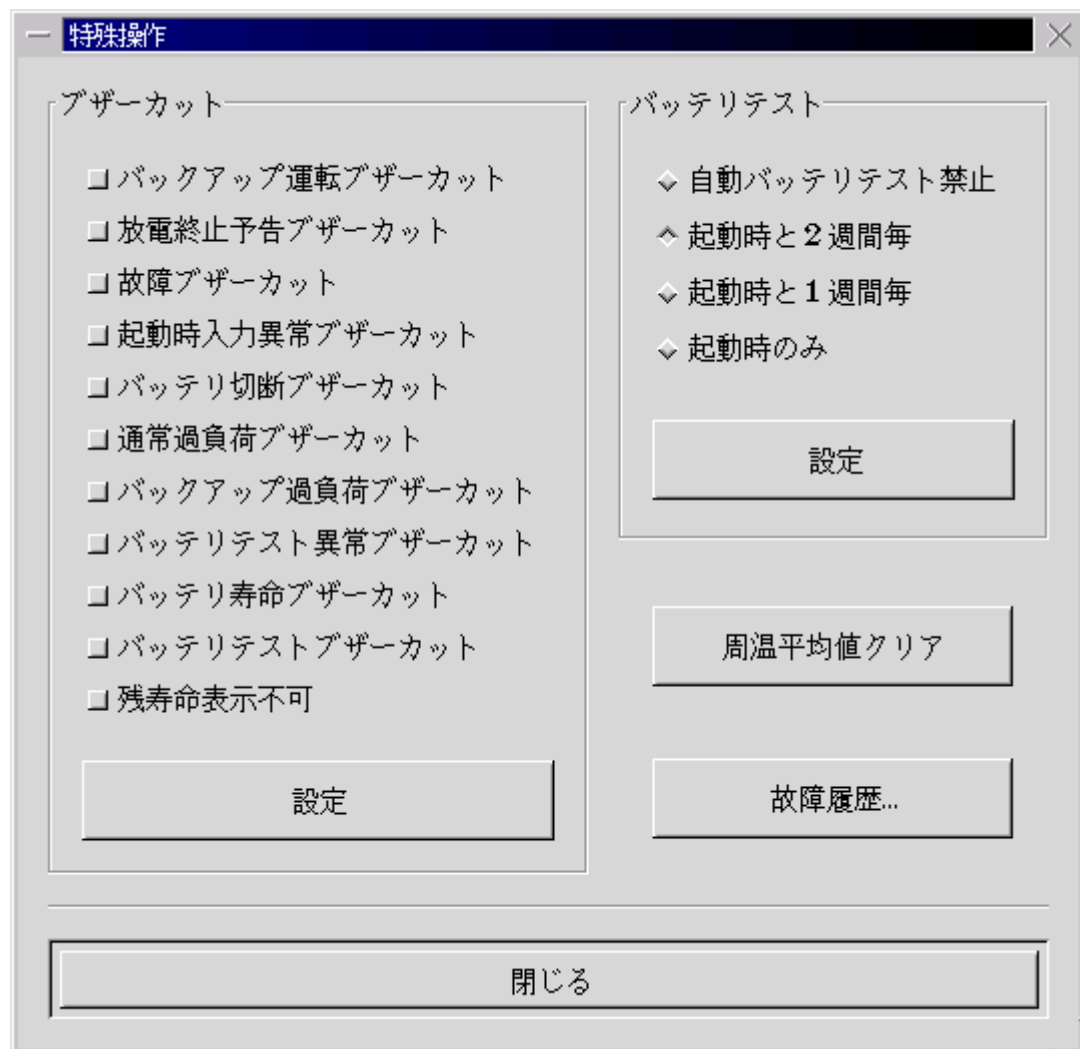 特殊操作
ブザーカット
バックアップ運転ブザーカット
放電終止予告ブザーカット
故障ブザーカット
起動時入力異常ブザーカット
バッテリ切断ブザーカット
通常過負荷ブザーカット
バックアップ過負荷ブザーカット
バッテリテスト異常ブザーカット
バッテリ寿命ブザーカット
バッテリテストブザーカット
残寿命表示不可
設定
バッテリテスト
自動バッテリテスト禁止
起動時と2週間毎
起動時と1週間毎
起動時のみ
設定
周温平均値クリア
故障履歴...
閉じる